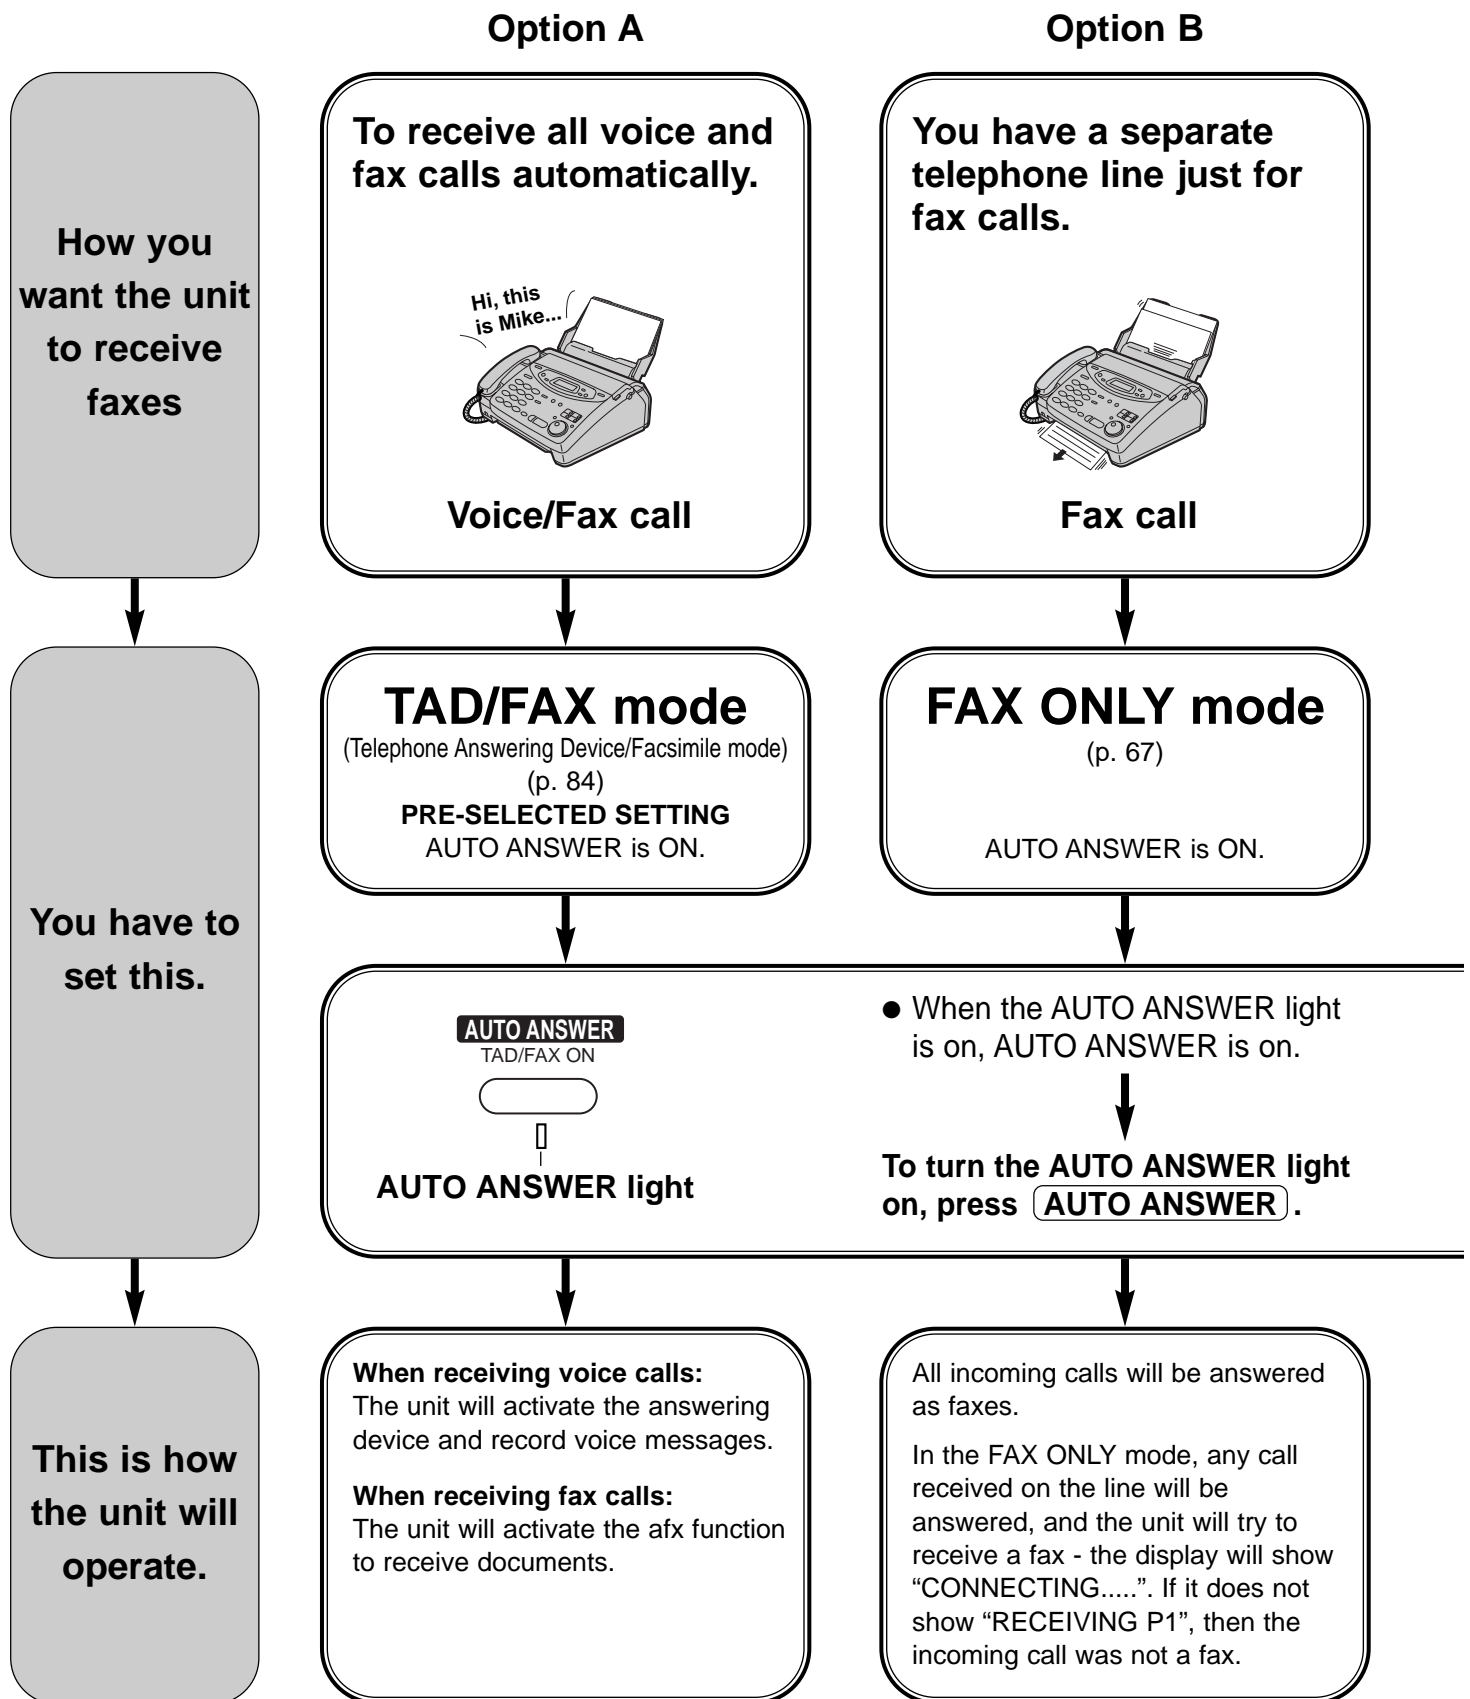 Option A
Option B
How you
want the unit
to receive
faxes
To receive all voice and
fax calls automatically.
Hi, this
is Mike...
Voice/Fax call
You have a separate
telephone line just for
fax calls.
Fax call
You have to
set this.
TAD/FAX mode
(Telephone Answering Device/Facsimile mode)
(p. 84)
PRE-SELECTED SETTING
AUTO ANSWER is ON.
FAX ONLY mode
(p. 67)
AUTO ANSWER is ON.
AUTO ANSWER
TAD/FAX ON
AUTO ANSWER light
● When the AUTO ANSWER light
is on, AUTO ANSWER is on.
To turn the AUTO ANSWER light
on, press AUTO ANSWER.
This is how
the unit will
operate.
When receiving voice calls:
The unit will activate the answering
device and record voice messages.
When receiving fax calls:
The unit will activate the afx function
to receive documents.
All incoming calls will be answered
as faxes.
In the FAX ONLY mode, any call
received on the line will be
answered, and the unit will try to
receive a fax - the display will show
“CONNECTING.....”. If it does not
show “RECEIVING P1”, then the
incoming call was not a fax.